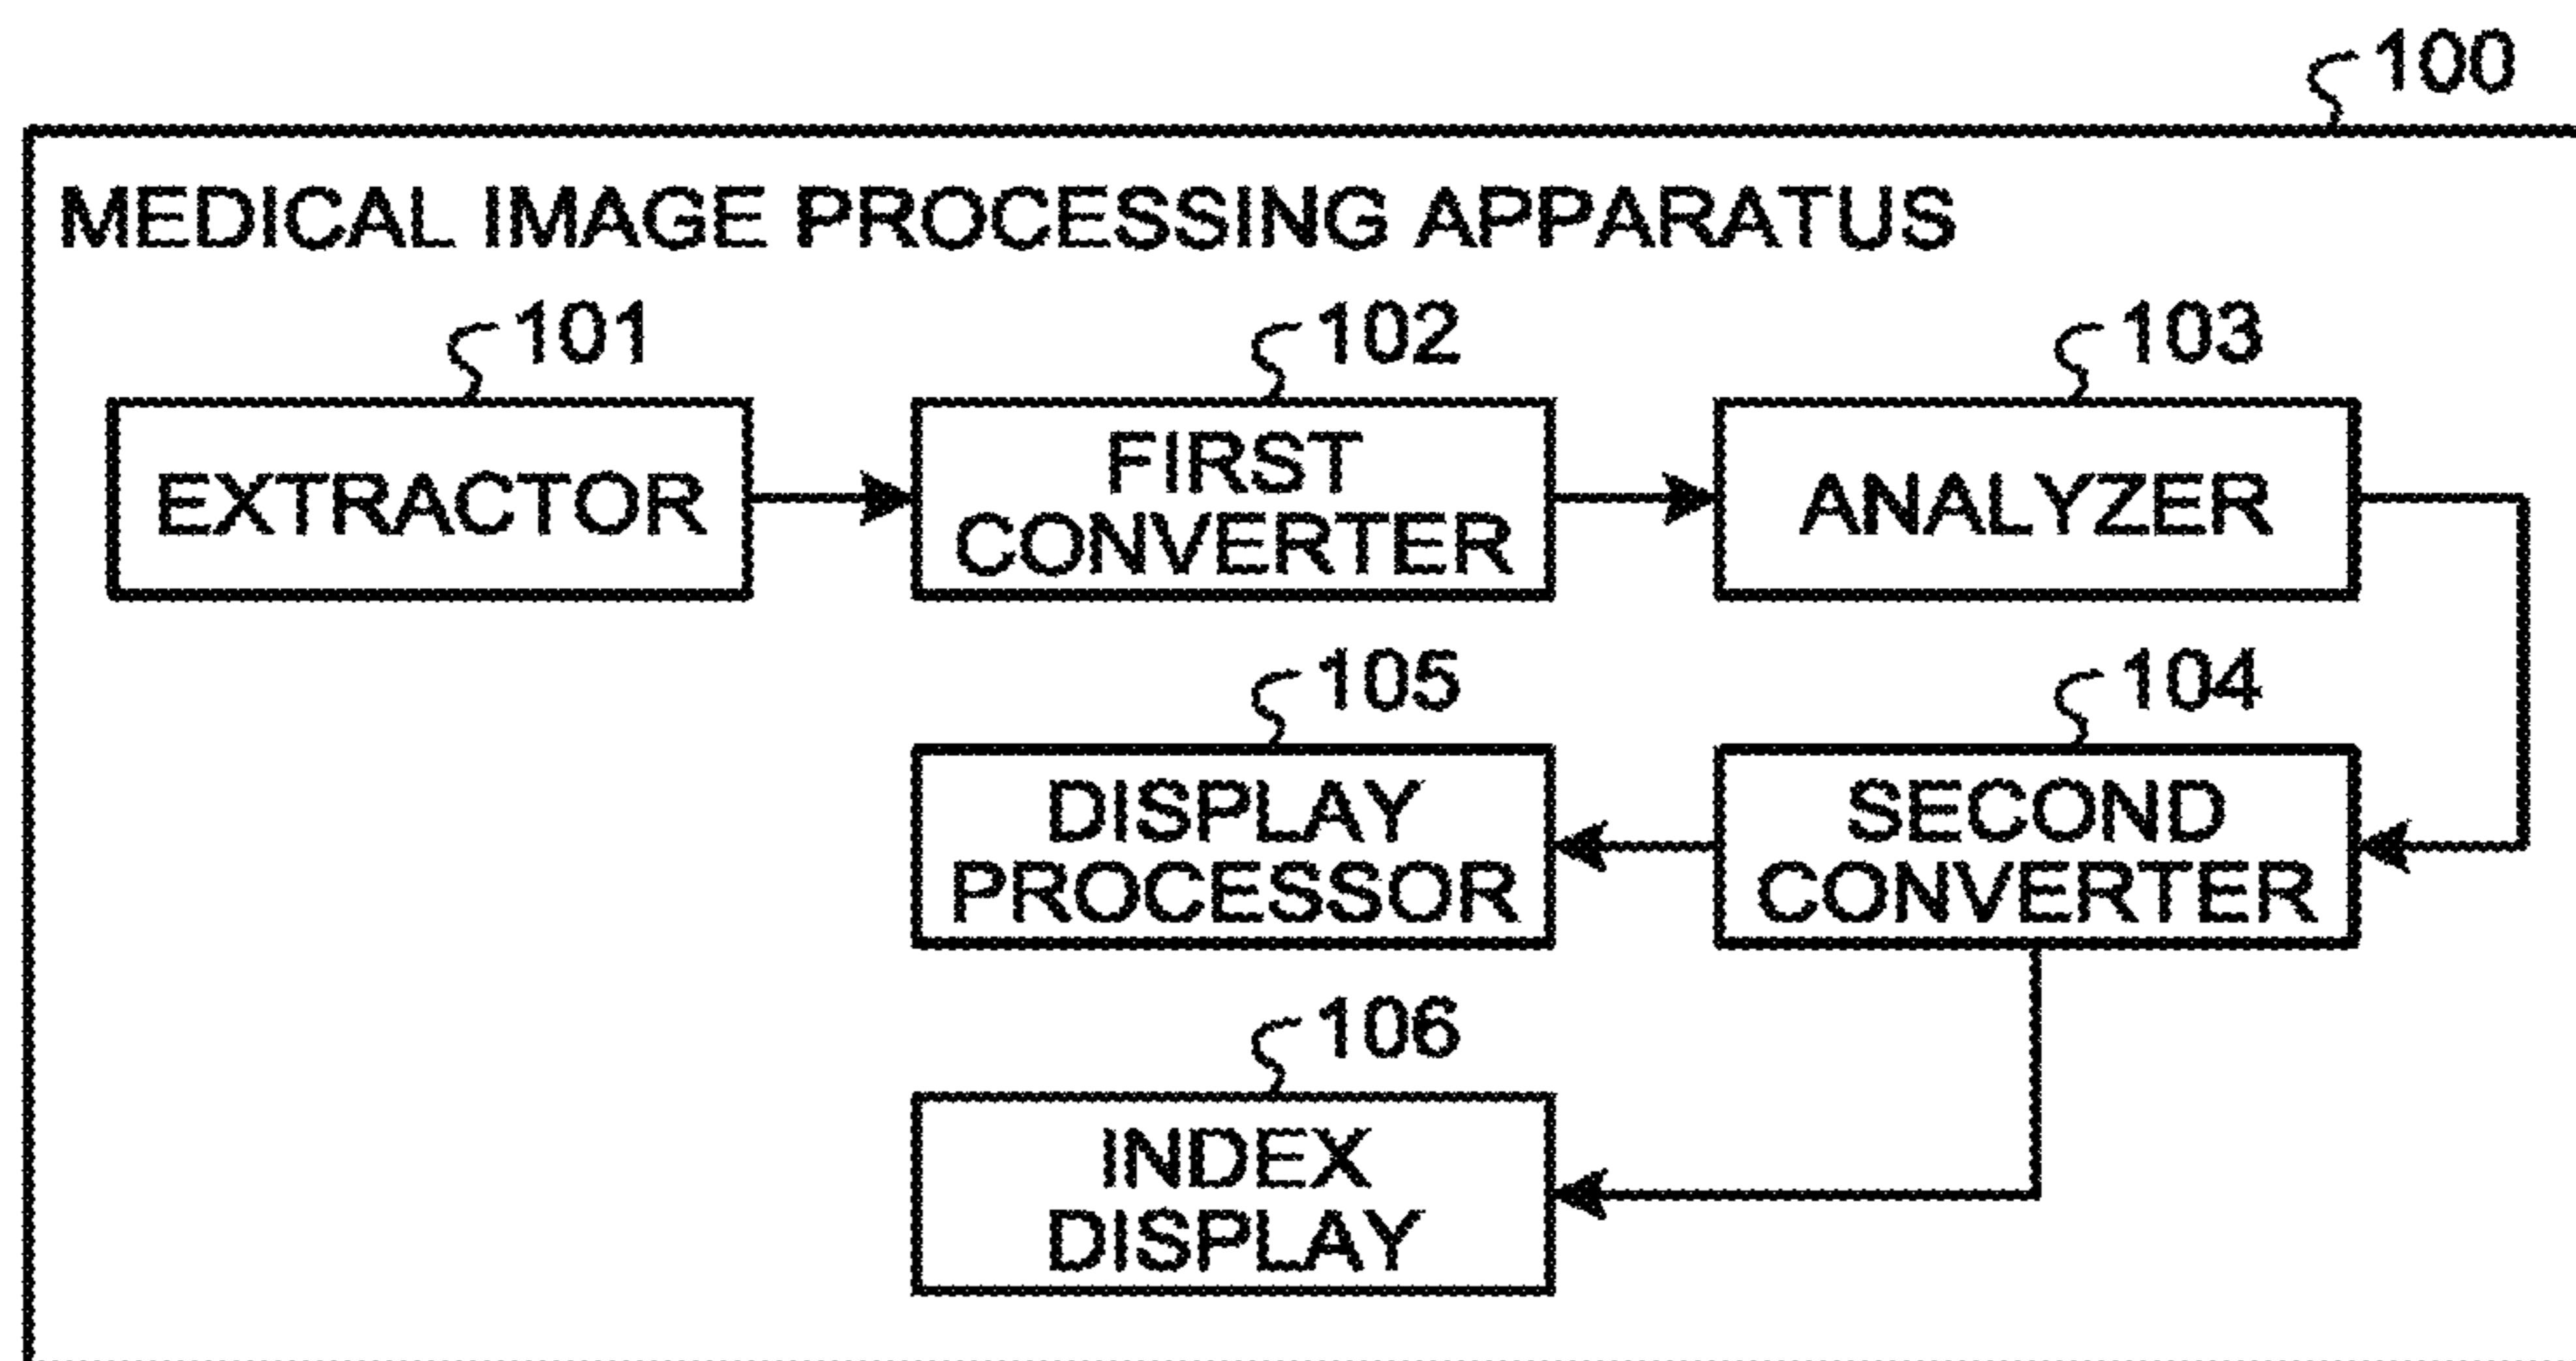 100
MEDICAL IMAGE PROCESSING APPARATUS
101
102
103
EXTRACTOR
FIRST
CONVERTER
ANALYZER
105
104
DISPLAY
PROCESSOR
SECOND
CONVERTER
106
INDEX
DISPLAY